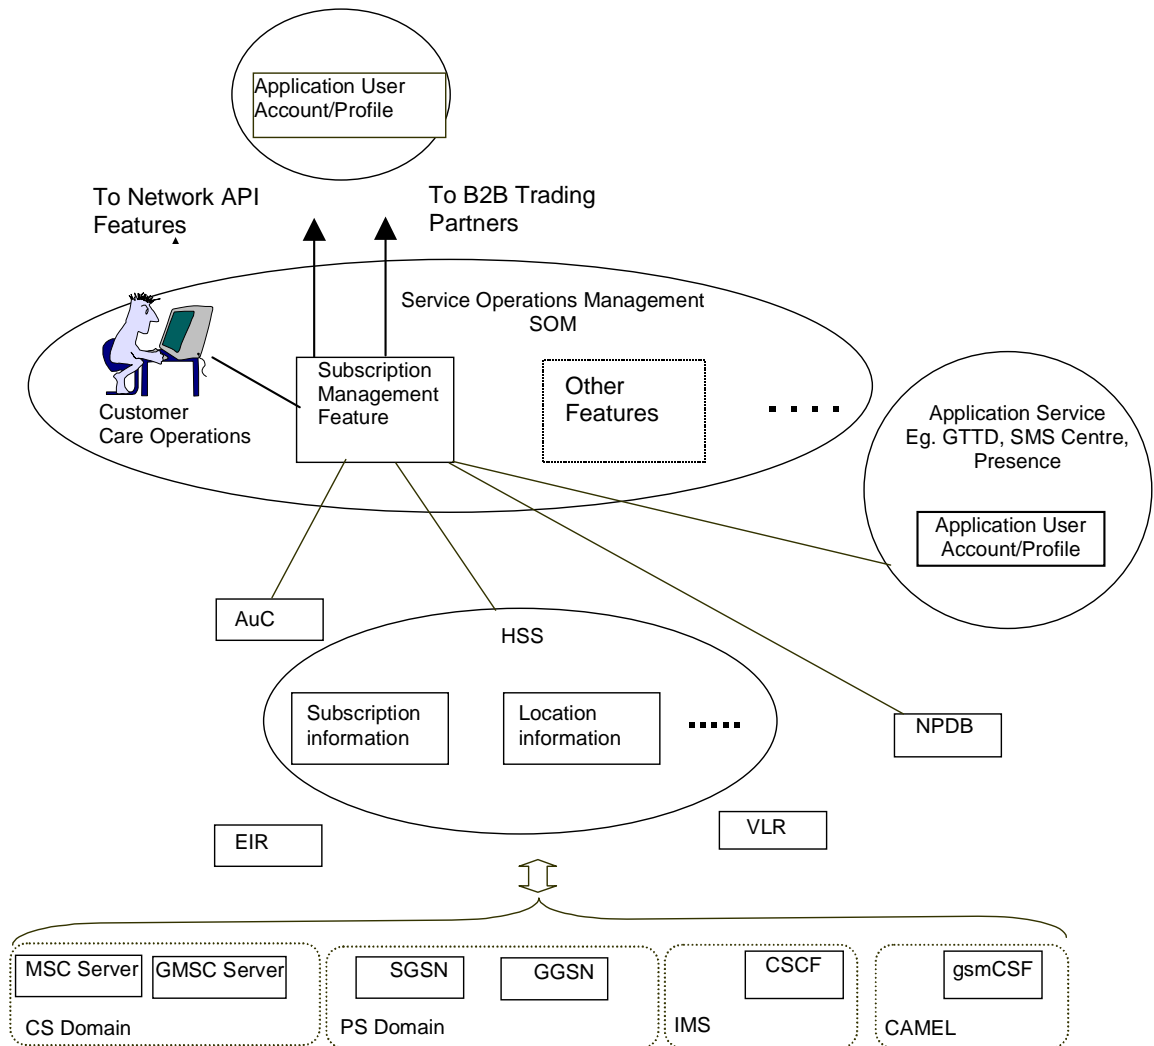 Application User
Account/Profile
To Network API
Features
To B2B Trading
Partners
Service Operations Management
SOM
Customer
Care Operations
Subscription
Management
Feature
Other
Features
Application Service
Eg. GTTD, SMS Centre,
Presence
Application User
Account/Profile
AuC
HSS
Subscription
information
Location
information
NPDB
EIR
VLR
MSC Server
GMSC Server
CS Domain
SGSN
GGSN
PS Domain
CSCF
IMS
gsmCSF
CAMEL